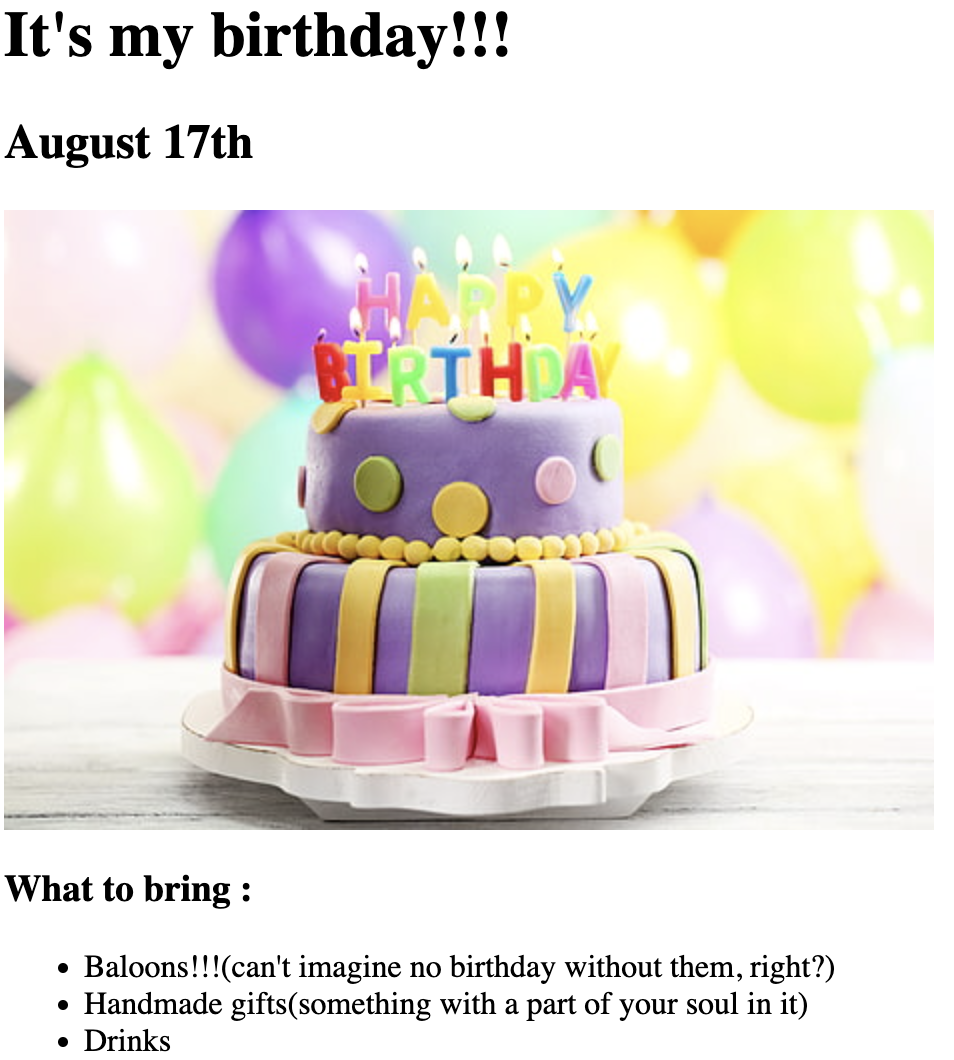 It's my birthday!!!
August 17th
HAPPY
BIRTHDAY
What to bring :
Baloons!!!(can't imagine no birthday without them, right?)
Handmade gifts(something with a part of your soul in it)
Drinks